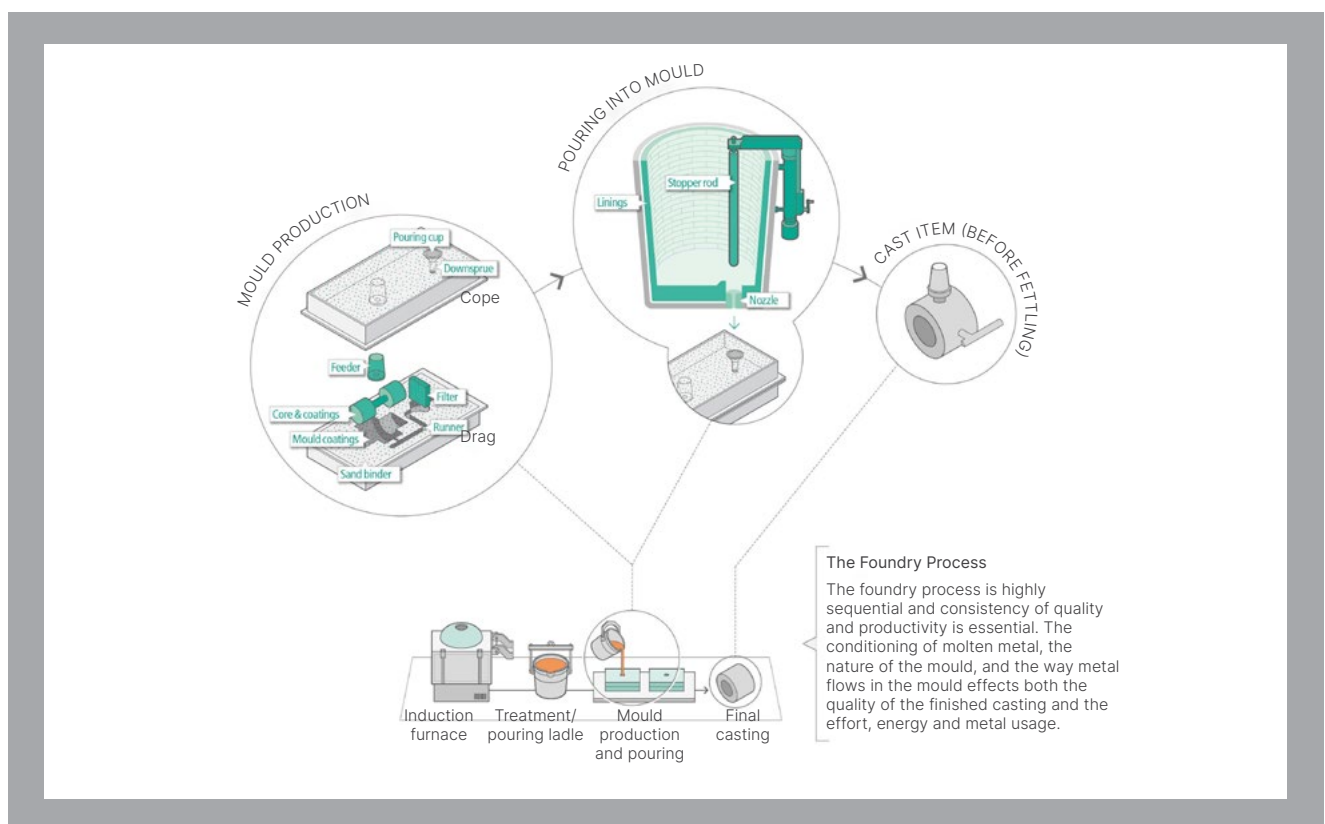 POURING INTO MOULD
Stopper rod
Linings
Nozzle
MOULD PRODUCTION
Pouring cup
Downsprue
Cope
Feeder
Filter
Core & coatings
Runner
Mould coatings
Drag
Sand binder
CAST ITEM (BEFORE FETTLING)
The Foundry Process
The foundry process is highly
sequential and consistency of quality
and productivity is essential. The
conditioning of molten metal, the
nature of the mould, and the way metal
flows in the mould effects both the
quality of the finished casting and the
effort, energy and metal usage.
Induction
furnace
Treatment/
pouring ladle
Mould
production
and pouring
Final
casting